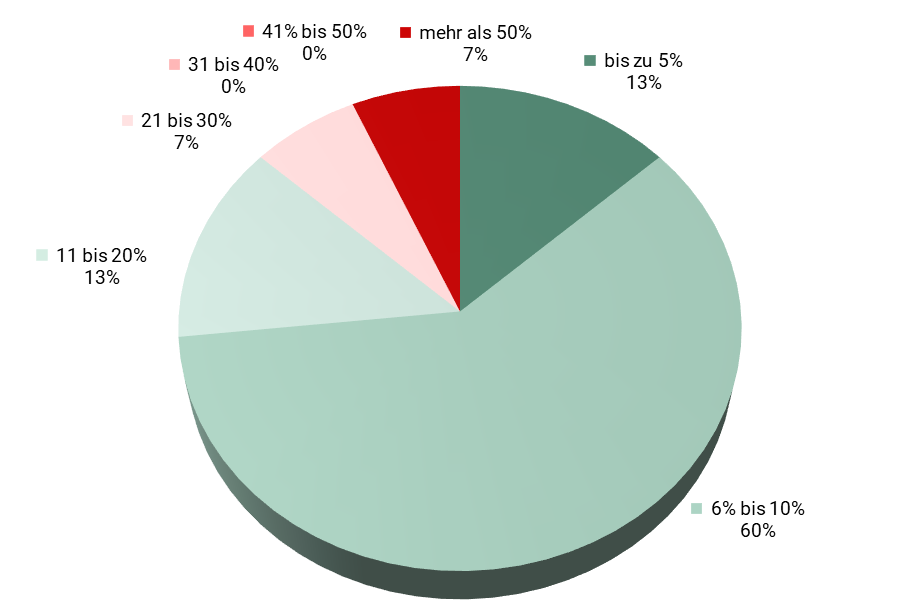 41% bis 50%
0%
mehr als 50%
7%
bis zu 5%
13%
31 bis 40%
0%
21 bis 30%
7%
11 bis 20%
13%
6% bis 10%
60%